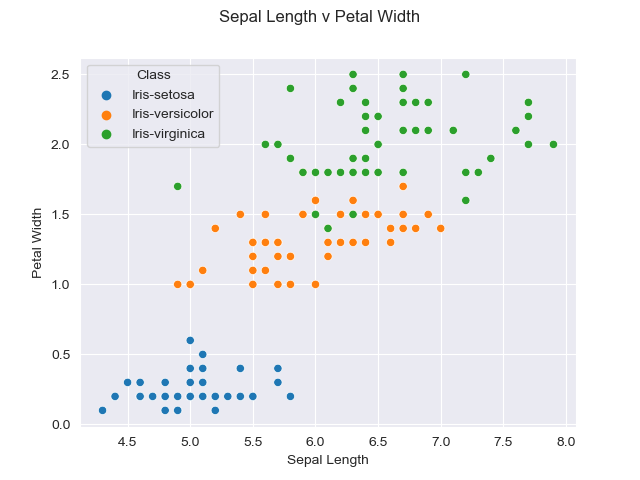 Sepal Length v Petal Width
Class
Iris-setosa
Iris-versicolor
Iris-virginica
Petal Width
2.5
2.0
1.5
1.0
0.5
0.0
4.5 5.0 5.5 6.0 6.5 7.0 7.5 8.0
Sepal Length